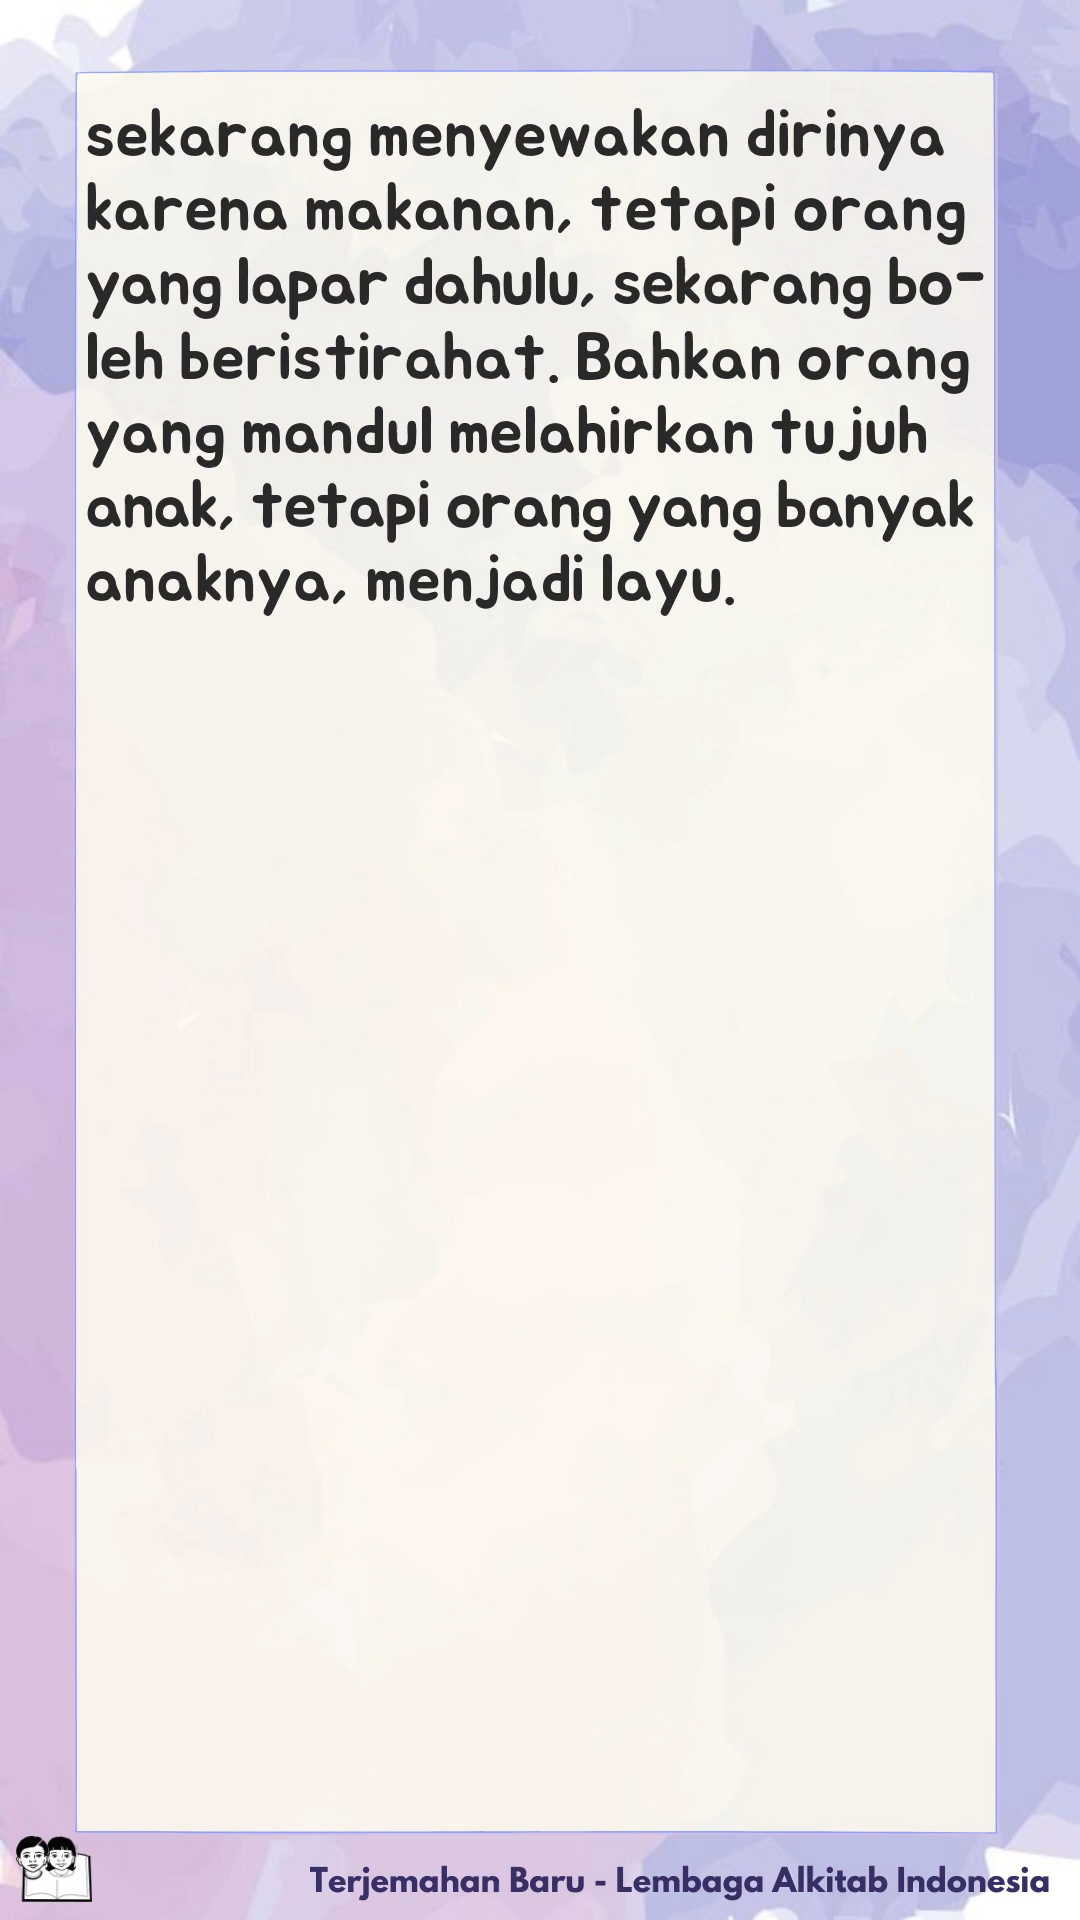 sekarang menyewakan dirinya
karena makanan, tetapi orang
yang lapar dahulu, sekarang bo-
leh beristirahat. Bahkan orang
yang mandul melahirkan tujuh
anak, tetapi orang yang banyak
anaknya, menjadi layu.
Terjemahan Baru - Lembaga Alkitab Indonesia